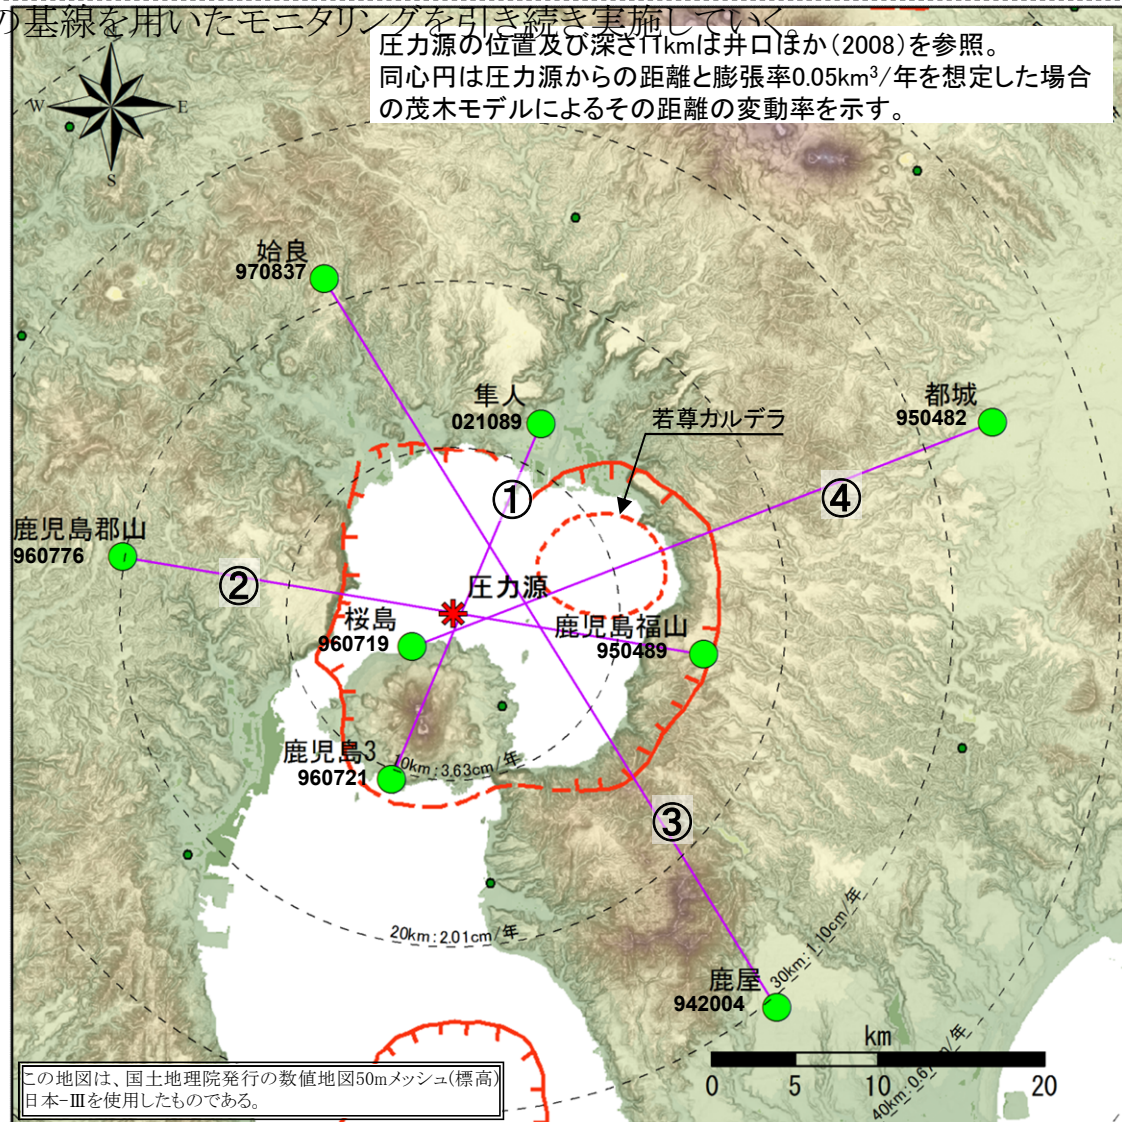 の基線を用いたモニタリングを引き続き実施していく。
圧力源の位置及び深さ11kmは井口ほか(2008)を参照。
同心円は圧力源からの距離と膨張率0.05km³/年を想定した場合
の茂木モデルによるその距離の変動率を示す。
N
W
E
S
姶良
970837
隼人
021089
若尊カルデラ
都城
950482
①
④
鹿児島郡山
960776
②
圧力源
桜島
960719
鹿児島福山
950489
鹿児島3
960721
10km:3.63cm/年
③
20km:2.01cm/年
30km:1.10cm/年
鹿屋
942004
km
0 5 10 20
40km:0.6 /年
この地図は、国土地理院発行の数値地図50mメッシュ(標高)
日本-Ⅲを使用したものである。